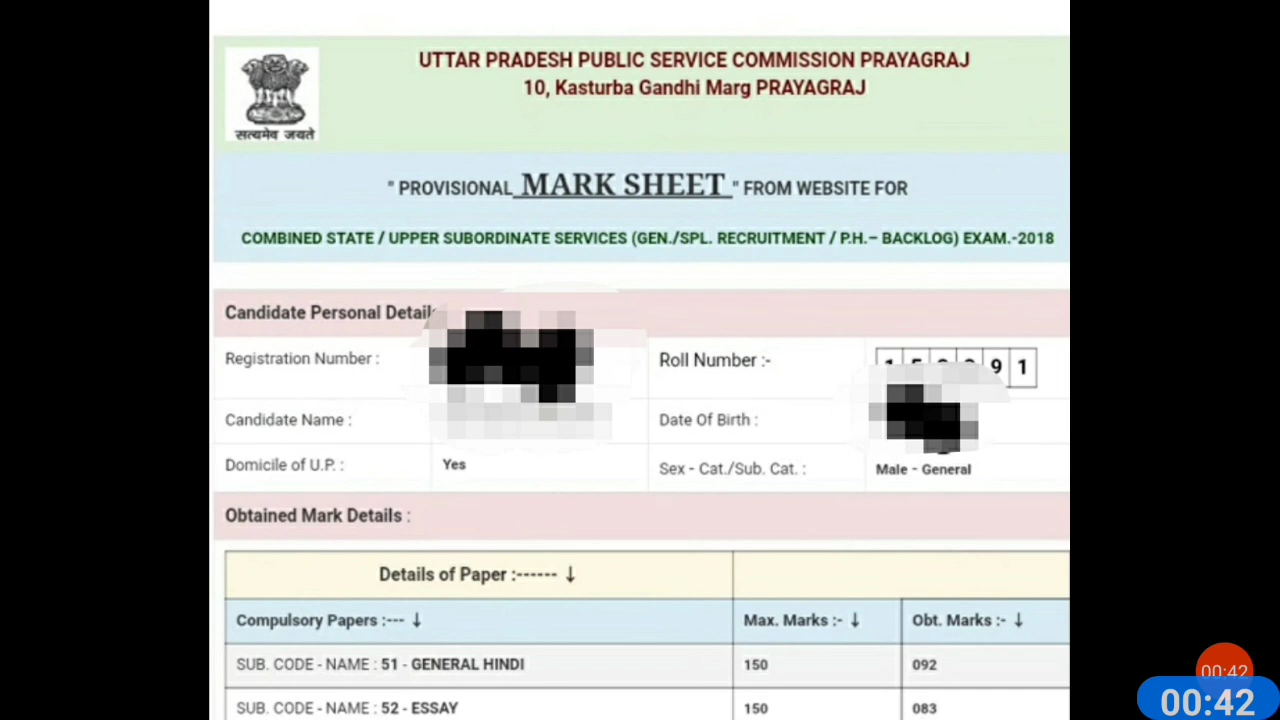 UTTAR PRADESH PUBLIC SERVICE COMMISSION PRAYAGRAJ
10, Kasturba Gandhi Marg PRAYAGRAJ
सत्यमेव जयते
" PROVISIONAL MARK SHEET " FROM WEBSITE FOR
COMBINED STATE / UPPER SUBORDINATE SERVICES (GEN./SPL. RECRUITMENT / P.H.– BACKLOG) EXAM.-2018
Candidate Personal
Registration Number :
Roll Number :- 9 1
Candidate Name :
Date Of Birth :
Domicile of U.P. : Yes
Sex - Cat./Sub. Cat. : Male - General
Obtained Mark Details :
Details of Paper :------ ↓
Compulsory Papers :--- ↓ Max. Marks :- ↓ Obt. Marks :- ↓
SUB. CODE - NAME : 51 - GENERAL HINDI 150 092
SUB. CODE - NAME : 52 - ESSAY 150 083
00:42
00:42